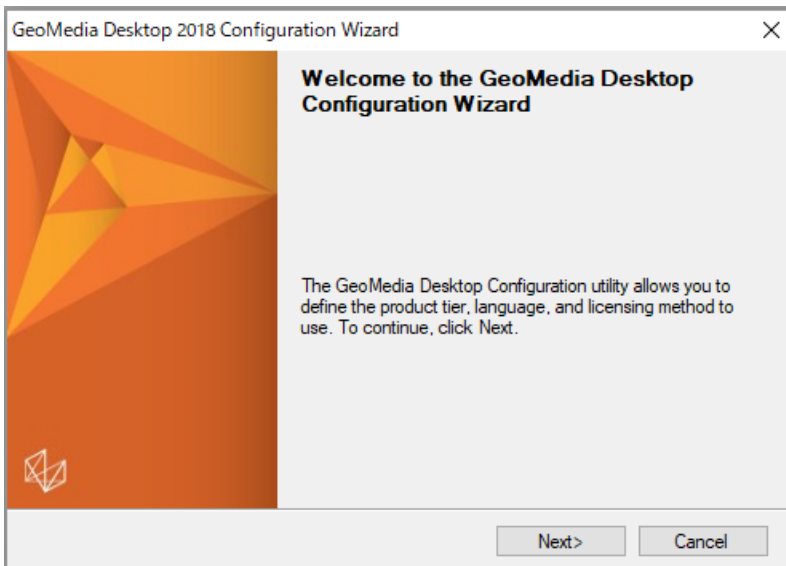 GeoMedia Desktop 2018 Configuration Wizard
Welcome to the GeoMedia Desktop
Configuration Wizard
The GeoMedia Desktop Configuration utility allows you to
define the product tier, language, and licensing method to
use. To continue, click Next.
Next>
Cancel